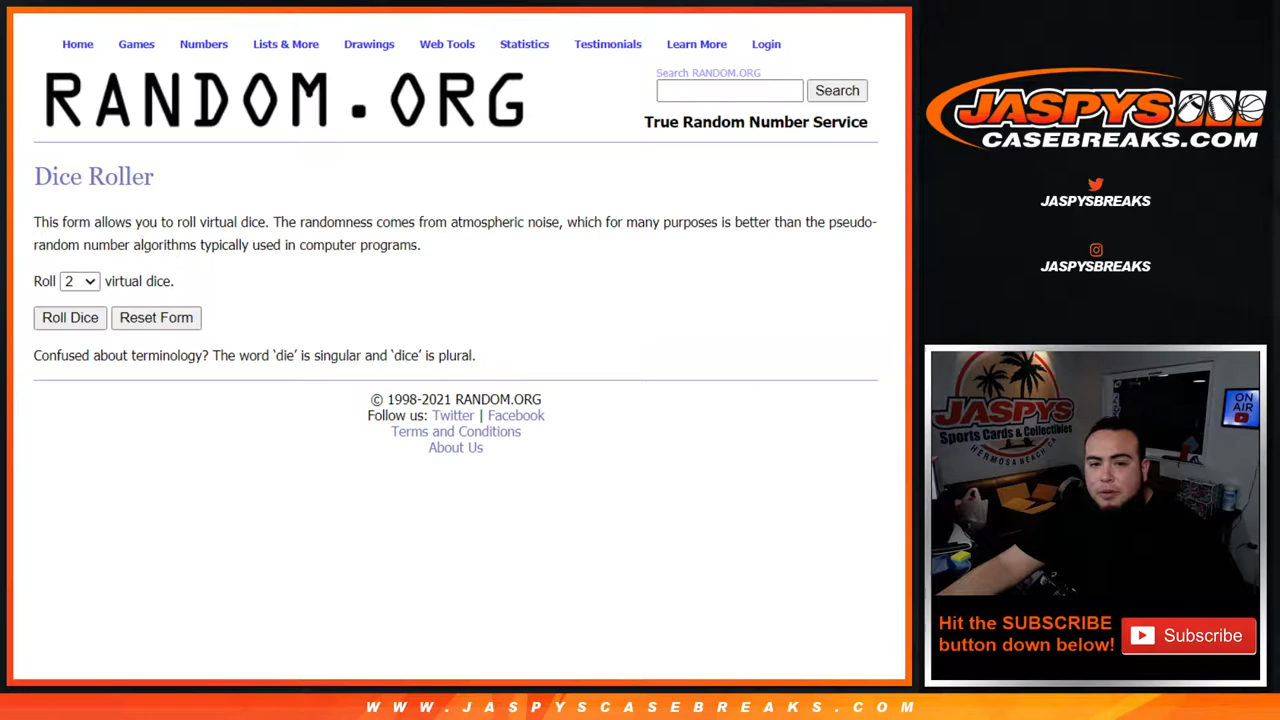 Home Games Numbers Lists & More Drawings Web Tools Statistics Testimonials Learn More Login
RANDOM.ORG
Search RANDOM.ORG
Search
True Random Number Service
Dice Roller
This form allows you to roll virtual dice. The randomness comes from atmospheric noise, which for many purposes is better than the pseudo-
random number algorithms typically used in computer programs.
Roll 2 virtual dice.
Roll Dice Reset Form
Confused about terminology? The word ‘die’ is singular and ‘dice’ is plural.
© 1998-2021 RANDOM.ORG
Follow us: Twitter | Facebook
Terms and Conditions
About Us
JASPYS
CASEBREAKS.COM
JASPYSBREAKS
JASPYSBREAKS
JASPYS
Sports Cards & Collectibles
HERMOSA BEACH CA
ON
AIR
Hit the SUBSCRIBE
button down below!
Subscribe
WWW.JASPYSCASEBREAKS.COM